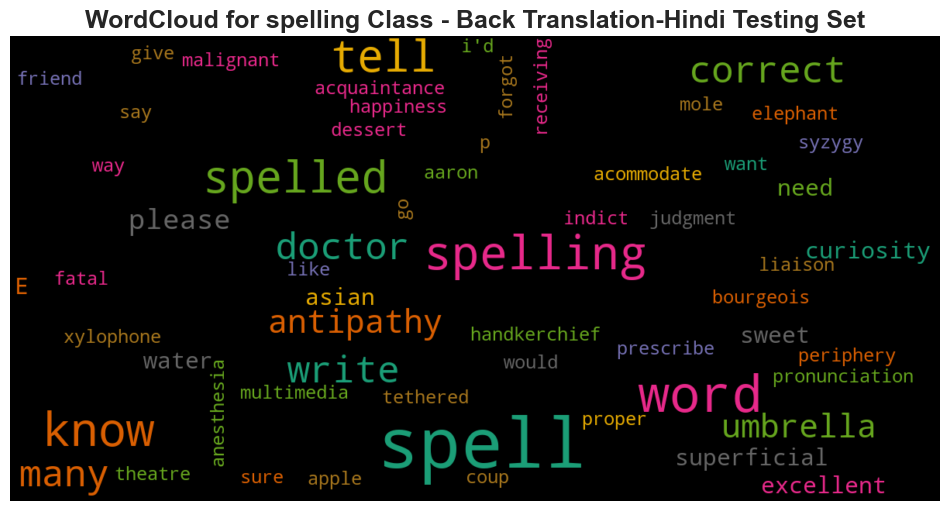 WordCloud for spelling Class - Back Translation-Hindi Testing Set
tell
i'd
give
malignant
friend
acquaintance
happiness
forgot
receiving
correct
mole
elephant
say
dessert
p
syzygy
way
spelled
aaron
acommodate
want
need
please
go
indict
judgment
doctor
spelling
curiosity
liaison
like
fatal
E
asian
bourgeois
antipathy
xylophone
handkerchief
sweet
prescribe
periphery
water
write
would
pronunciation
anesthesia
multimedia
tethered
word
proper
umbrella
know
spell
superficial
many
theatre
sure
apple
coup
excellent